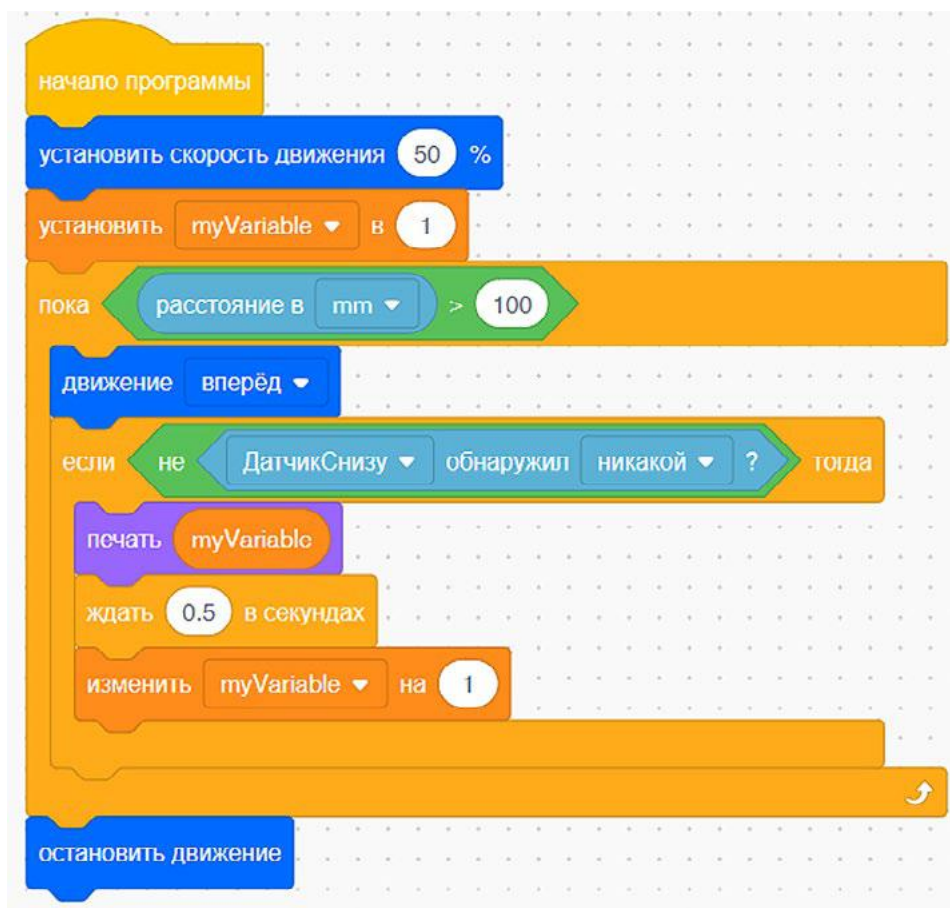 начало программы
установить скорость движения 50 %
установить myVariable в 1
пока расстояние в mm > 100
движение вперёд
если не ДатчикСнизу обнаружил никакой ? тогда
печать myVariable
ждать 0.5 в секундах
изменить myVariable на 1
остановить движение